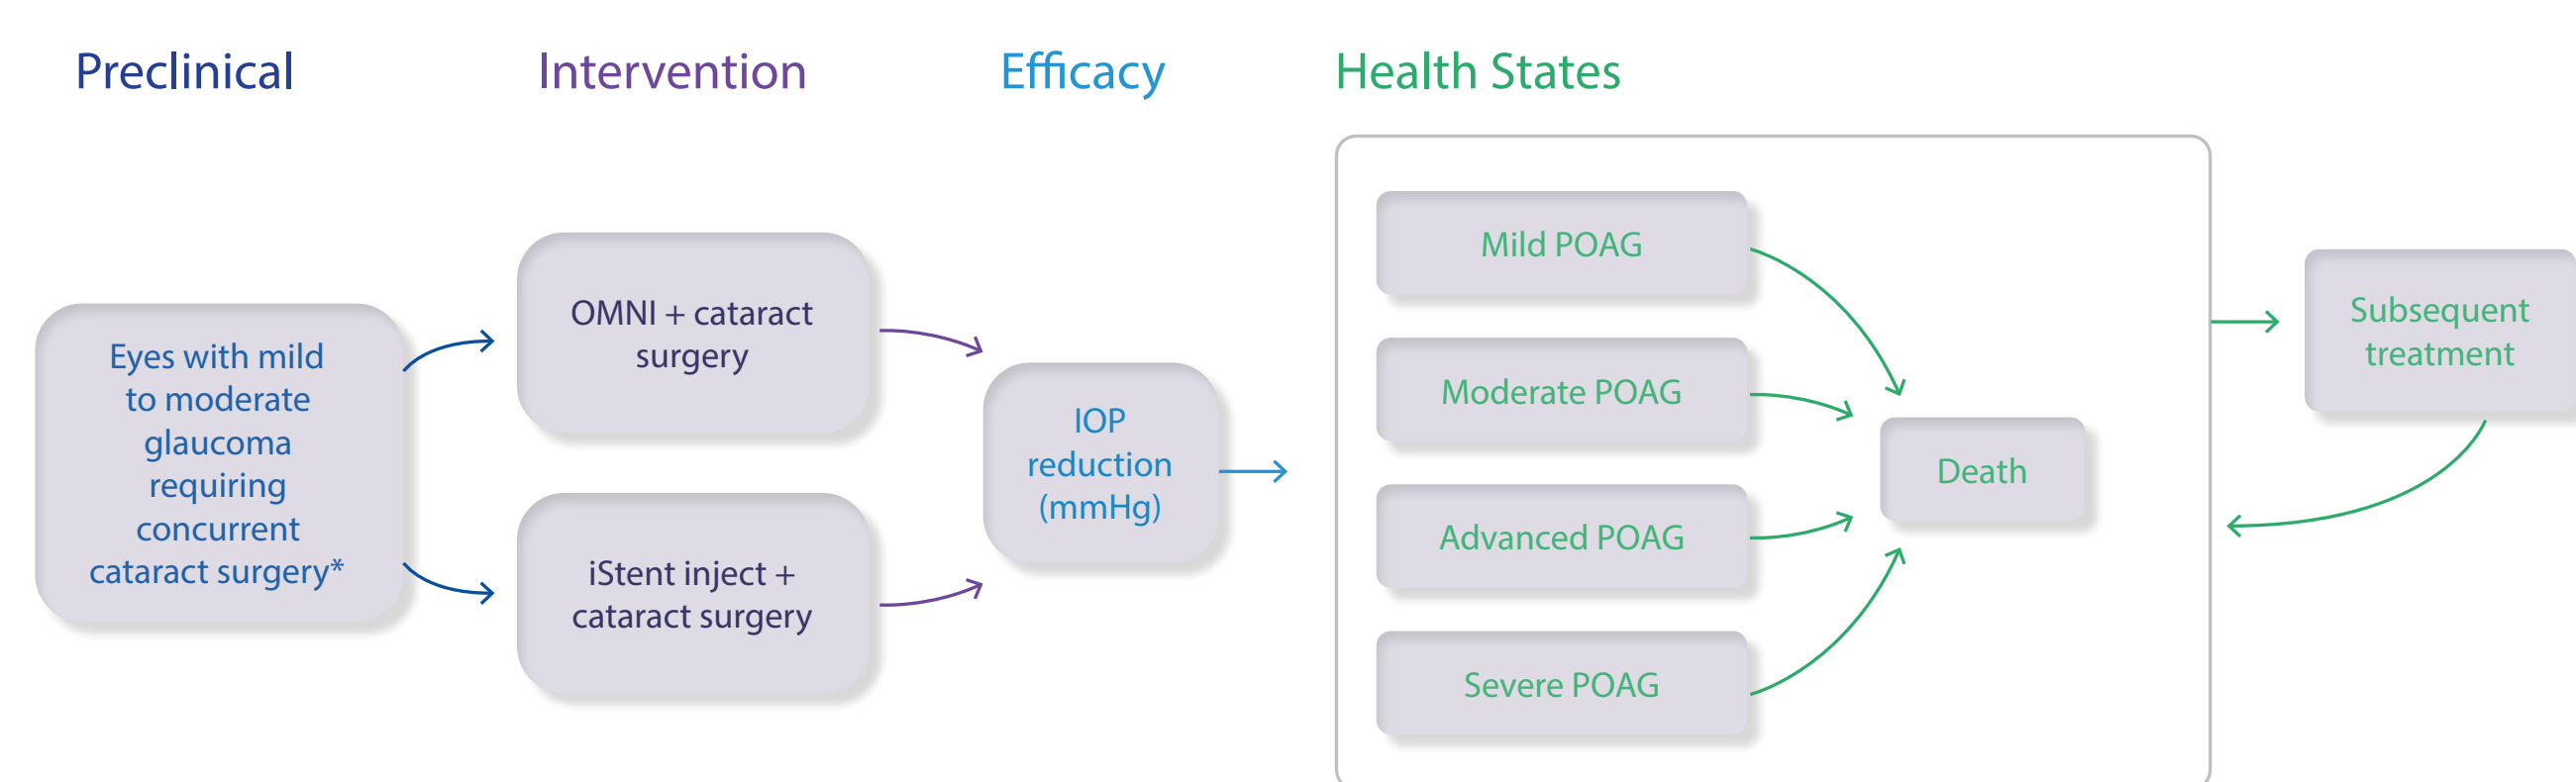 Preclinical
Intervention
Efficacy
Health States
Eyes with mild
to moderate
glaucoma
requiring
concurrent
cataract surgery*
OMNI + cataract
surgery
iStent inject +
cataract surgery
IOP
reduction
(mmHg)
Mild POAG
Moderate POAG
Advanced POAG
Severe POAG
Death
Subsequent
treatment